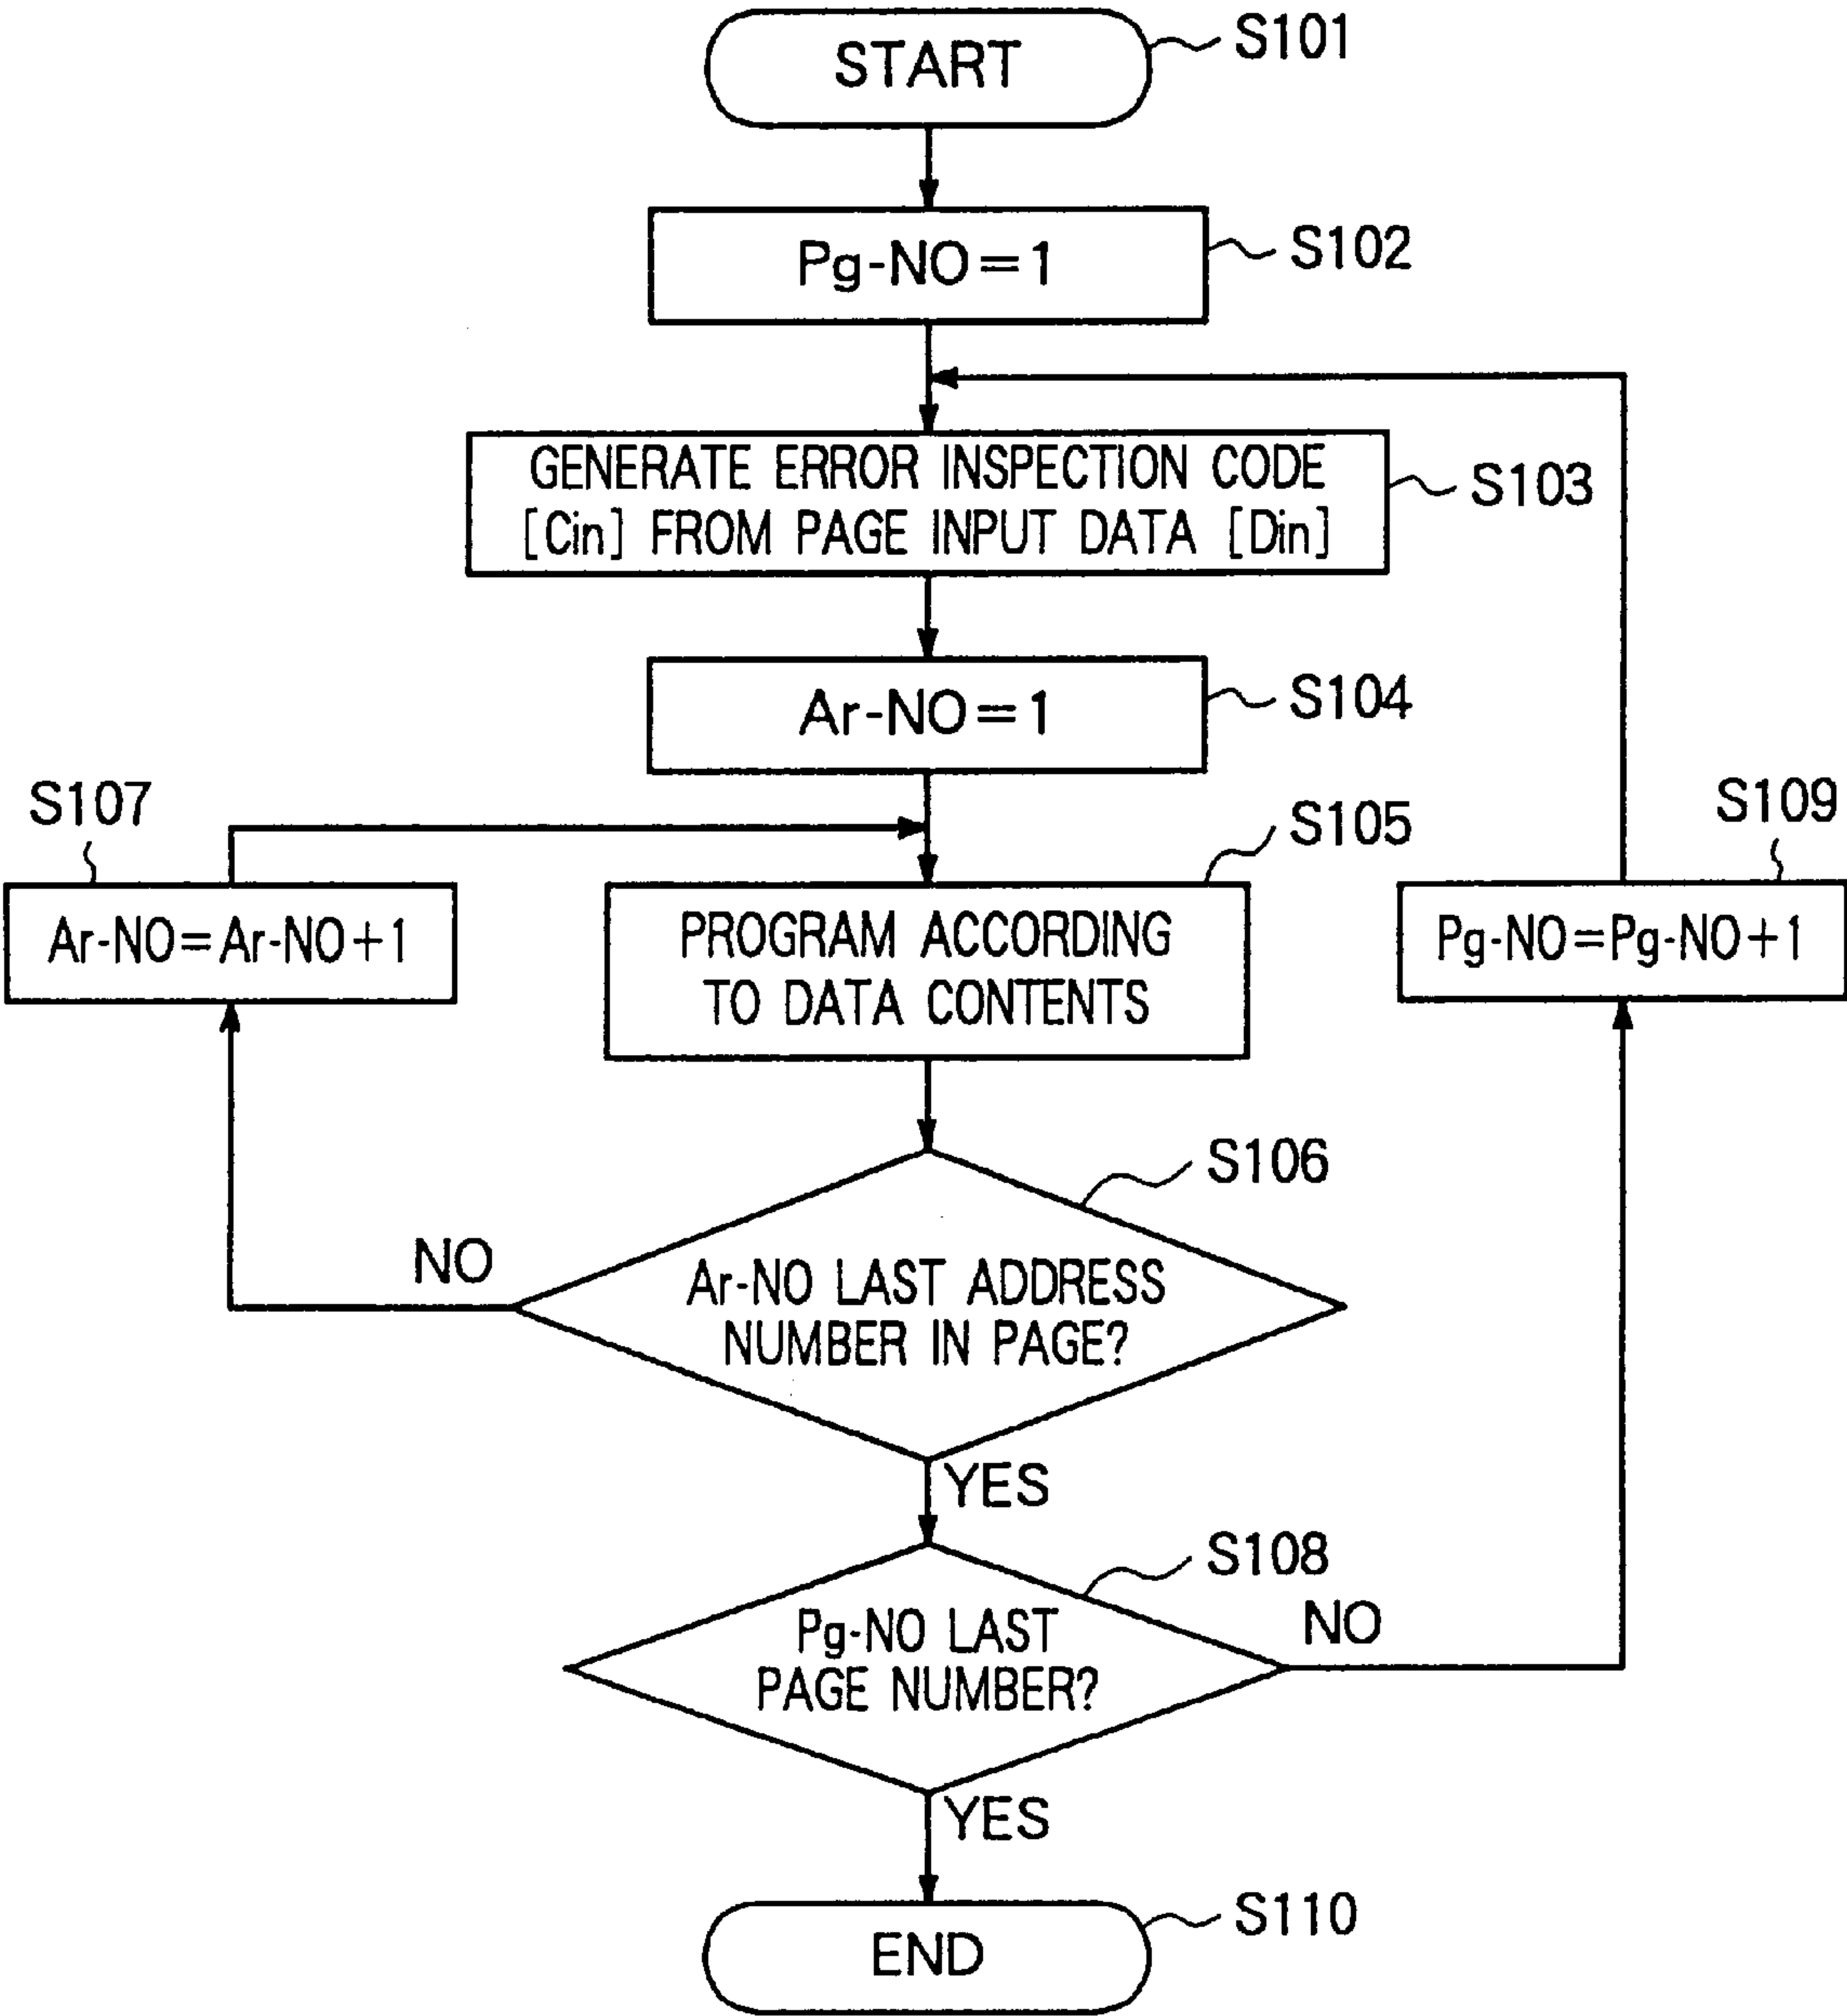 START
S101
Pg-NO=1
S102
GENERATE ERROR INSPECTION CODE
[Cin] FROM PAGE INPUT DATA [Din]
S103
Ar-NO=1
S104
S107
Ar-NO=Ar-NO+1
S105
PROGRAM ACCORDING
TO DATA CONTENTS
S109
Pg-NO=Pg-NO+1
S106
Ar-NO LAST ADDRESS
NUMBER IN PAGE?
NO
YES
S108
Pg-NO LAST
PAGE NUMBER?
NO
YES
END
S110